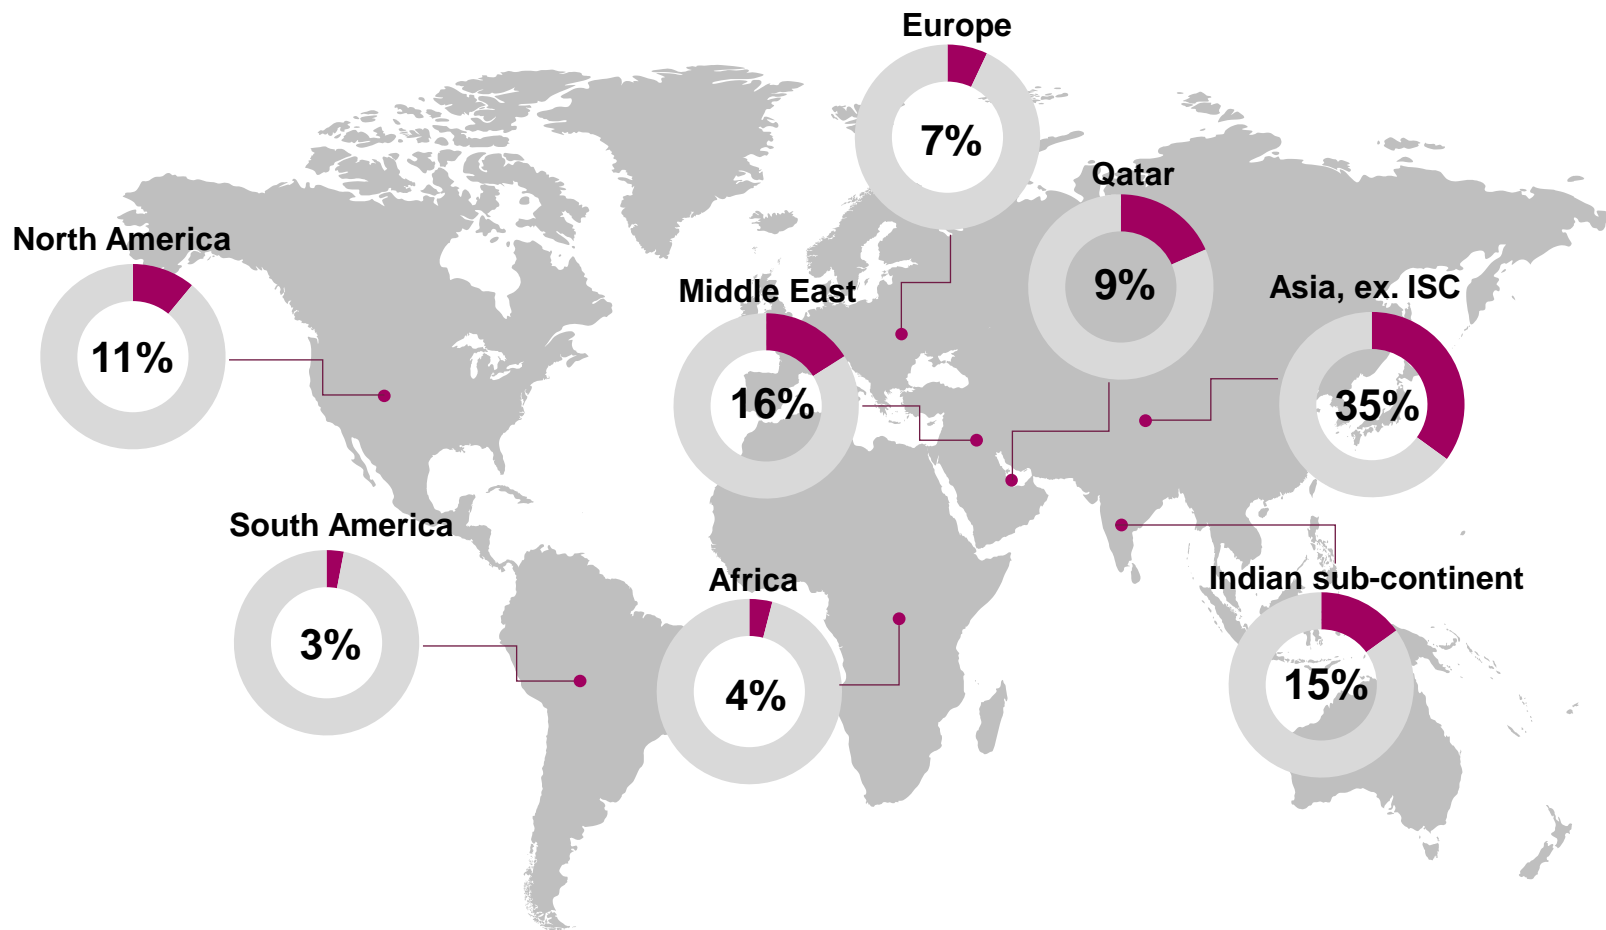 Europe
7%
Qatar
9%
North America
11%
Middle East
16%
Asia, ex. ISC
35%
South America
3%
Africa
4%
Indian sub-continent
15%